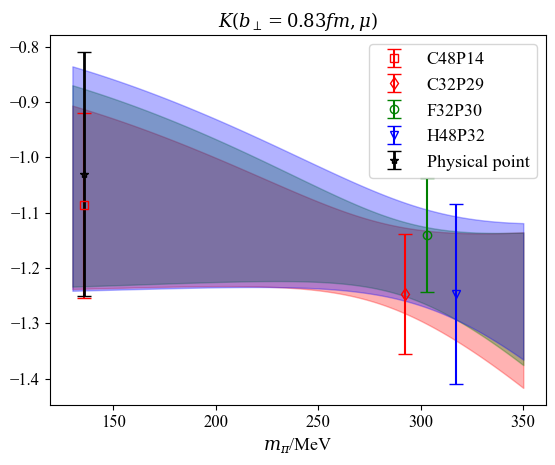 K(b⊥ = 0.83fm, μ)
C48P14
C32P29
F32P30
H48P32
Physical point
−0.8
−0.9
−1.0
−1.1
−1.2
−1.3
−1.4
150 200 250 300 350
mπ/MeV